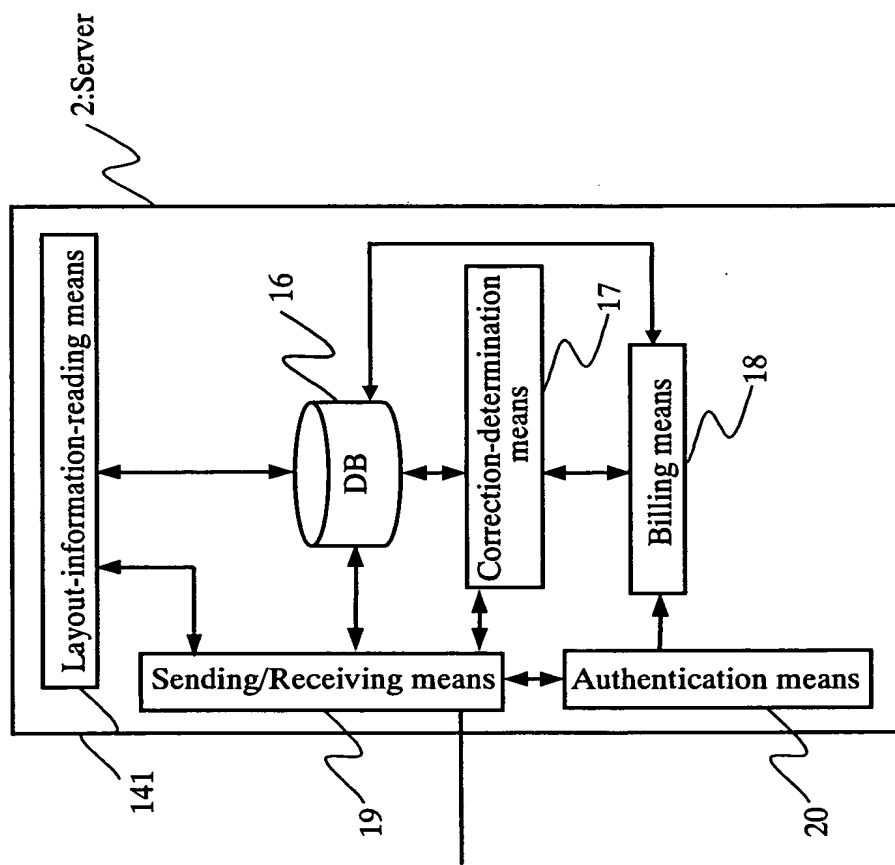 2:Server
141
Layout-information-reading means
16
DB
19
Sending/Receiving means
Correction-determination
means
17
20
Authentication means
Billing means
18